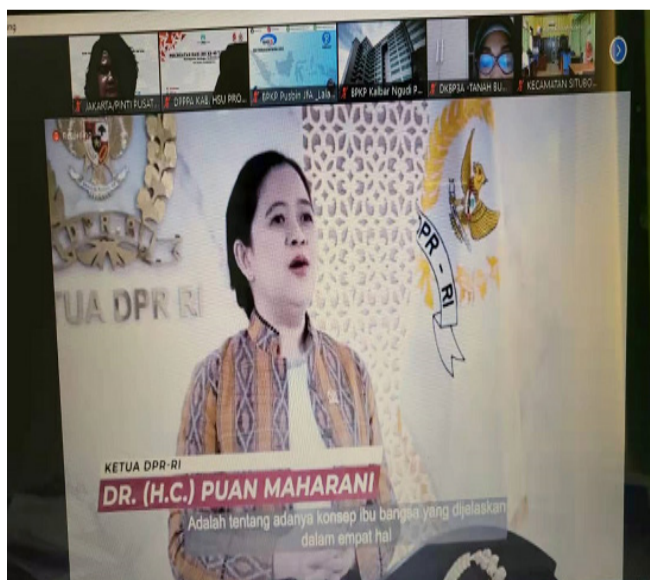 JAKARTA/PINTI PUSAT...
DPPPA KAB. HSU PRO...
BPKP Pusbin JFA_Lala...
BPKP Kalbar Ngudi P...
DKBP3A -TANAH BU...
KECAMATAN SITUBO...
DPR-RI
TUA DPR RI
DPR - RI
KETUA DPR-RI
DR. (H.C.) PUAN MAHARANI
Adalah tentang adanya konsep ibu bangsa yang dijelaskan
dalam empat hal